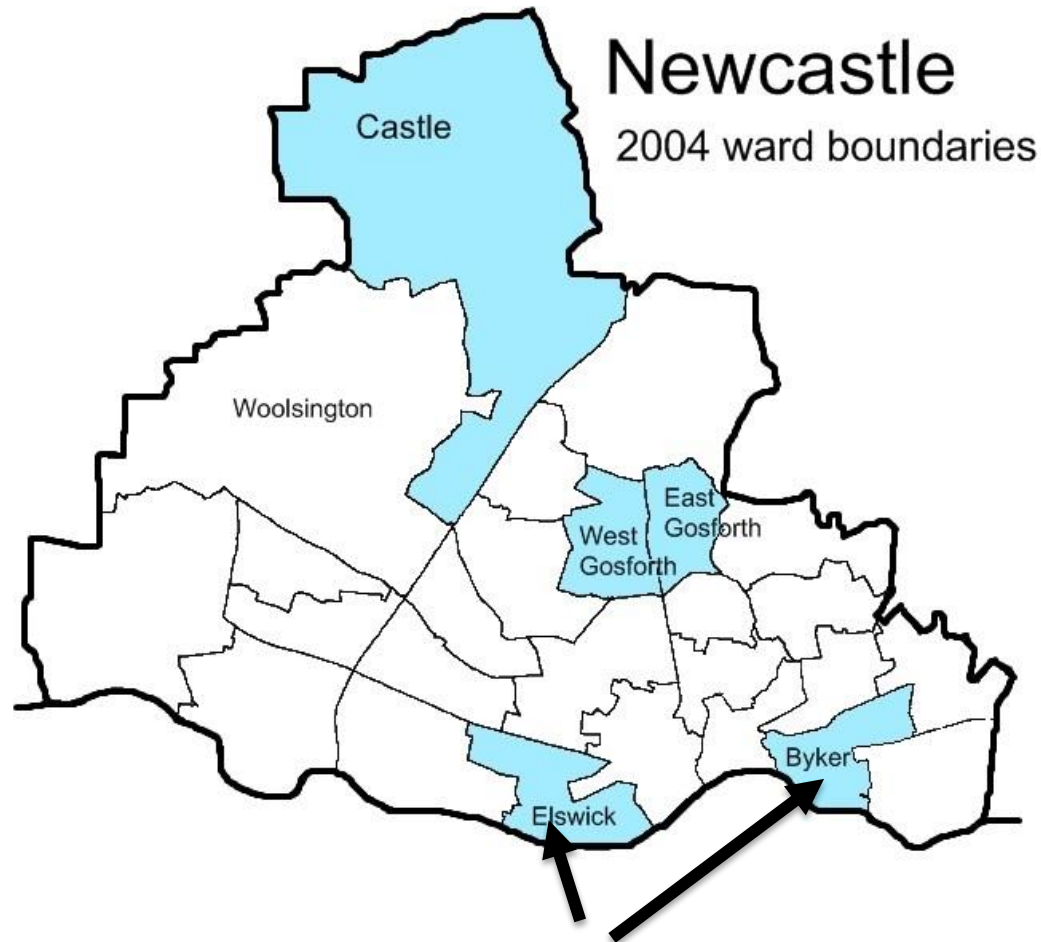 Newcastle
2004 ward boundaries
Castle
Woolsington
West
Gosforth
East
Gosforth
Byker
Elswick